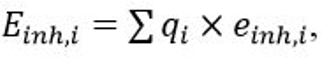 E_{inh,i} = ∑ q_i × e_{inh,i},